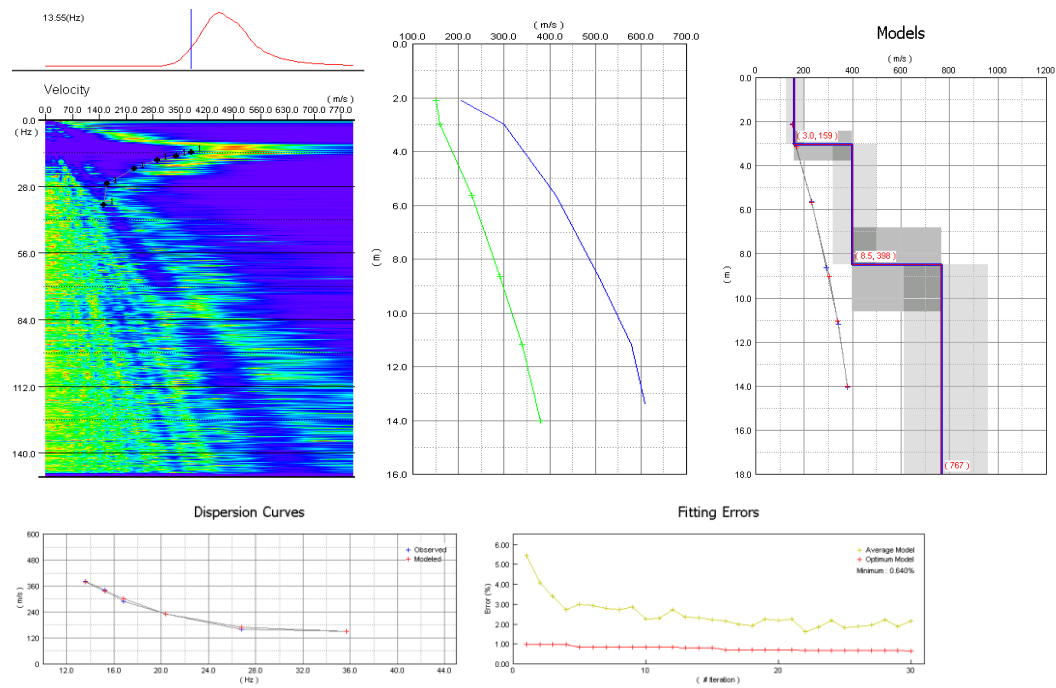 13.55(Hz)
Velocity
( m/s )
0.0 70.0 140.0 210.0 280.0 350.0 420.0 490.0 560.0 630.0 700.0 770.0
0.0
( Hz )
28.0
56.0
84.0
112.0
140.0
( m/s )
100.0 200.0 300.0 400.0 500.0 600.0 700.0
0.0
2.0
4.0
6.0
8.0
10.0
12.0
14.0
16.0
( m )
Models
( m/s )
0 200 400 600 800 1000 1200
0.0
2.0
4.0
6.0
8.0
10.0
12.0
14.0
16.0
18.0
( m )
( 3.0, 159 )
( 8.5, 398 )
( 767 )
Dispersion Curves
600
480
360
240
120
0
(m/s)
Observed
Modeled
12.0 16.0 20.0 24.0 28.0 32.0 36.0 40.0 44.0
( Hz )
Fitting Errors
6.00
5.00
4.00
3.00
2.00
1.00
0.00
Error (%)
Average Model
Optimum Model
Minimum : 0.640%
10 20 30
( # Iteration )